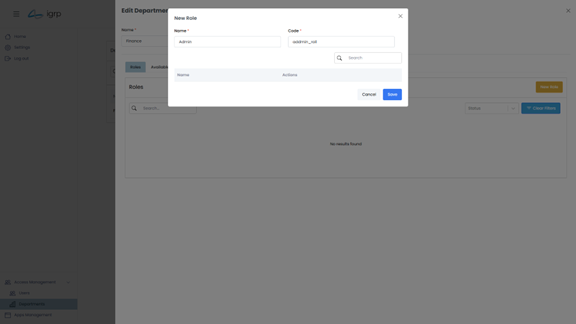 igrp
Home
Settings
Log out
Access Management
Users
Departments
Apps Management
Edit Department
Name *
Finance
Roles
Available
Roles
New Role
Search...
Status
Clear Filters
No results found
New Role
Name *
Code *
Admin
addmin_roll
Search
Name
Actions
Cancel
Save